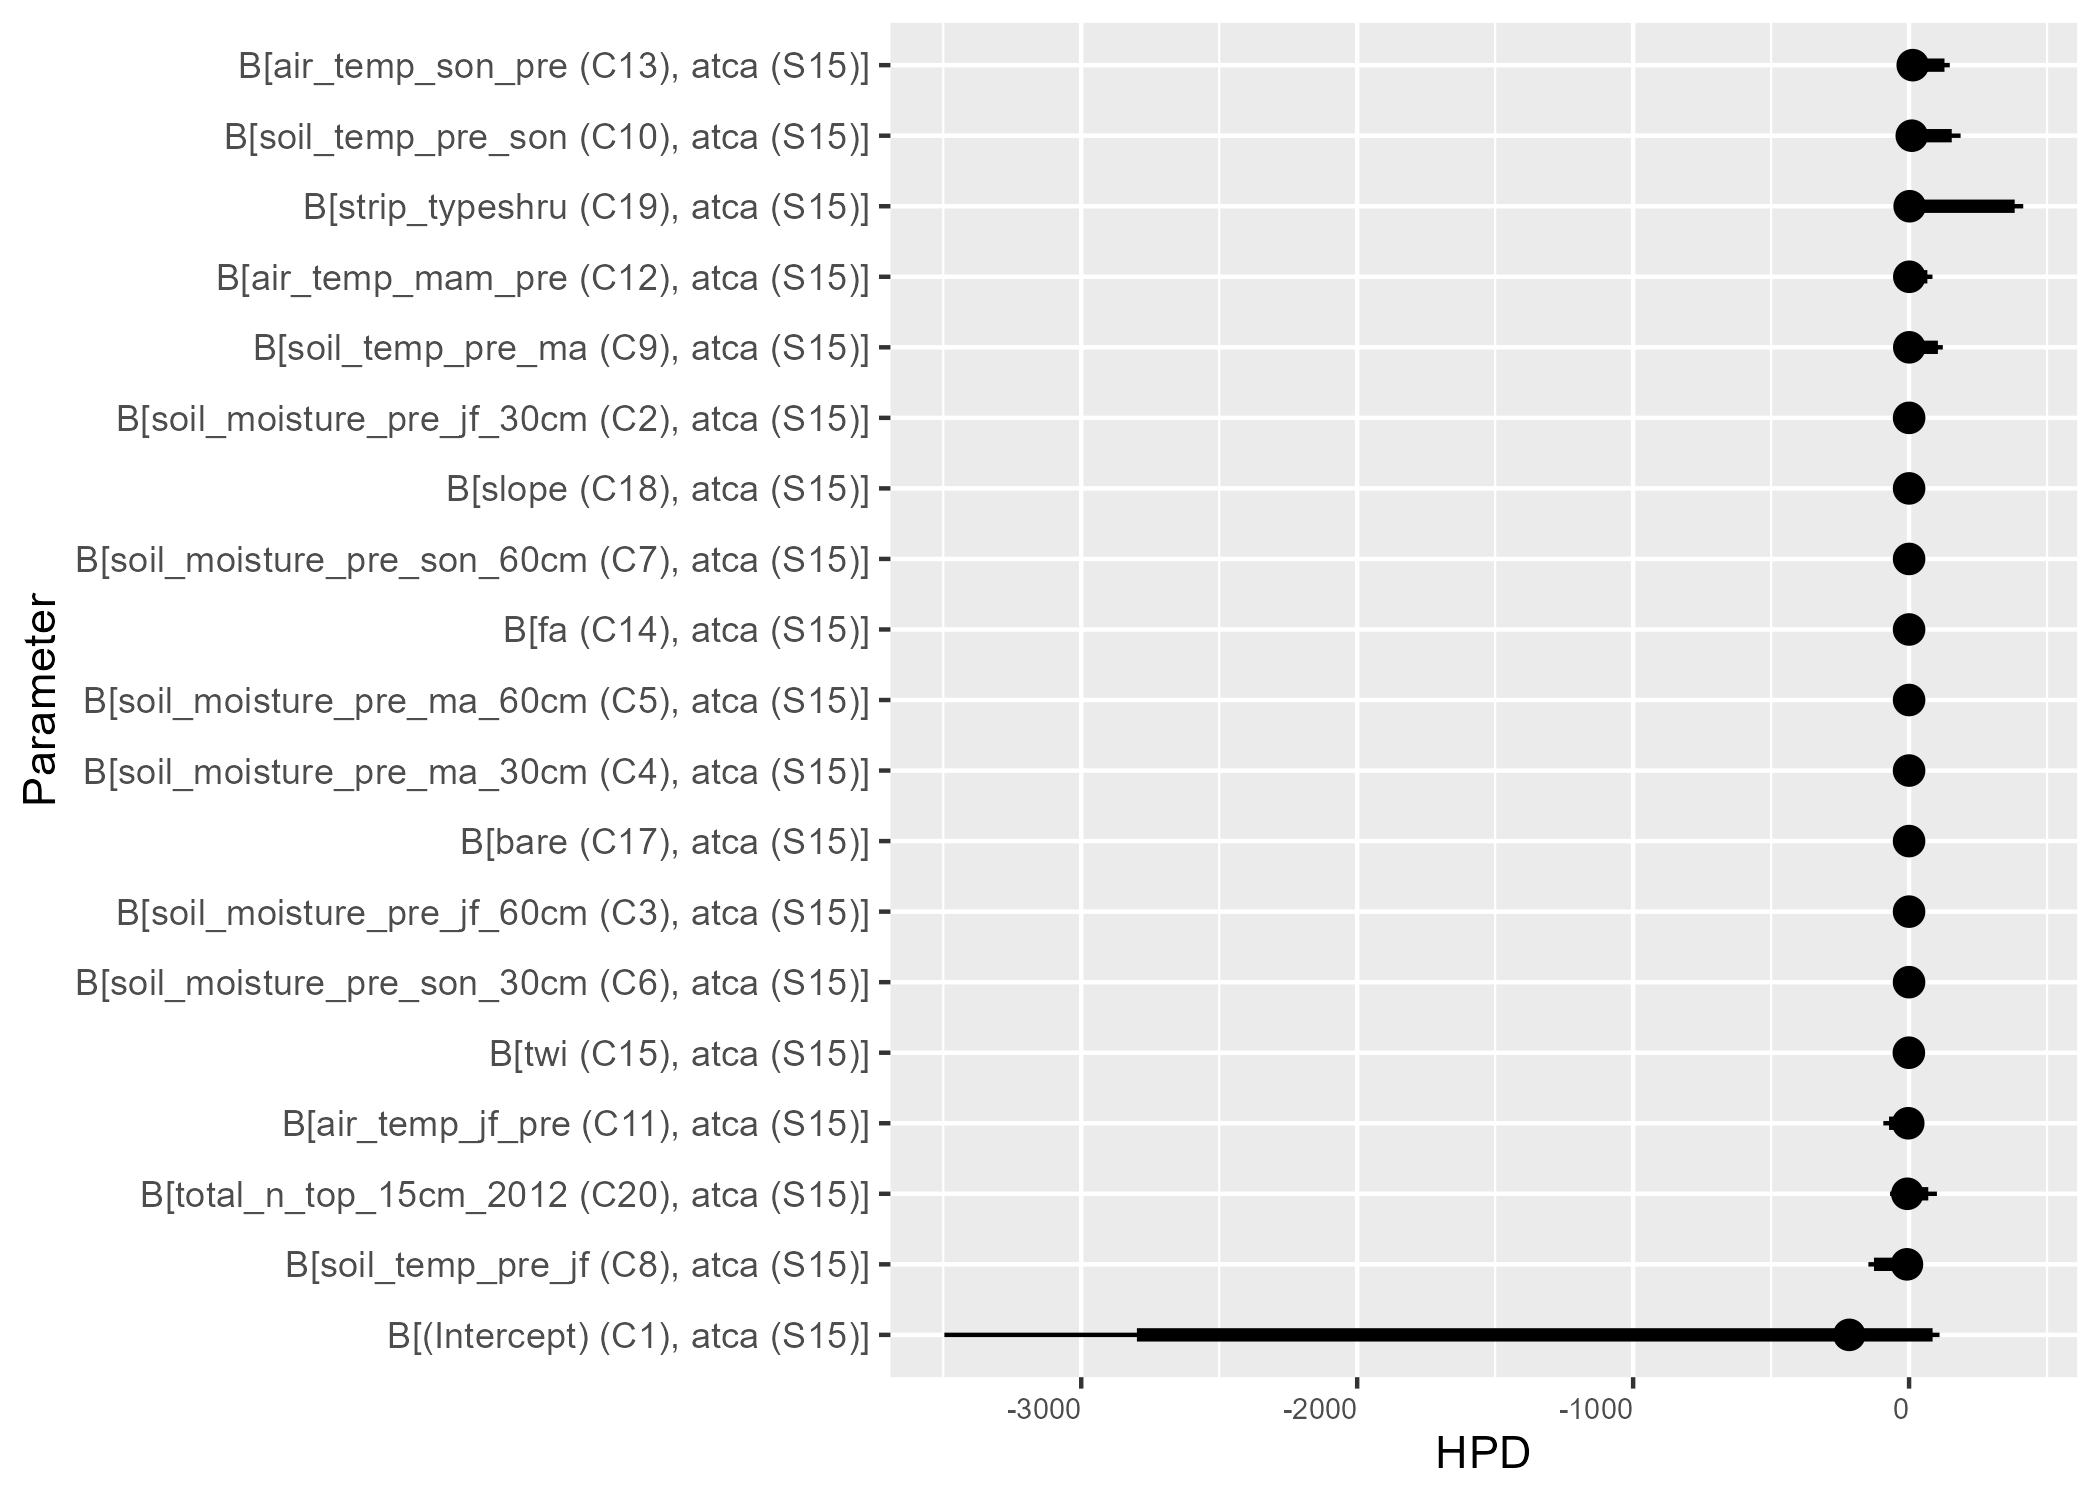 B[air_temp_son_pre (C13), atca (S15)]
B[soil_temp_pre_son (C10), atca (S15)]
B[strip_typeshru (C19), atca (S15)]
B[air_temp_mam_pre (C12), atca (S15)]
B[soil_temp_pre_ma (C9), atca (S15)]
B[soil_moisture_pre_jf_30cm (C2), atca (S15)]
B[slope (C18), atca (S15)]
B[soil_moisture_pre_son_60cm (C7), atca (S15)]
B[fa (C14), atca (S15)]
B[soil_moisture_pre_ma_60cm (C5), atca (S15)]
B[soil_moisture_pre_ma_30cm (C4), atca (S15)]
B[bare (C17), atca (S15)]
B[soil_moisture_pre_jf_60cm (C3), atca (S15)]
B[soil_moisture_pre_son_30cm (C6), atca (S15)]
B[twi (C15), atca (S15)]
B[air_temp_jf_pre (C11), atca (S15)]
B[total_n_top_15cm_2012 (C20), atca (S15)]
B[soil_temp_pre_jf (C8), atca (S15)]
B[(Intercept) (C1), atca (S15)]
Parameter
-3000 -2000 -1000 0
HPD